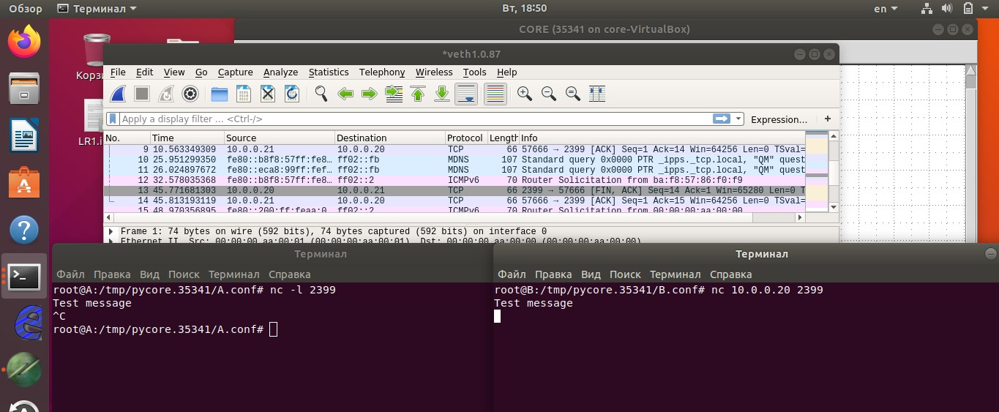 Обзор Терминал Вт, 18:50 en
CORE (35341 on core-VirtualBox)
*veth1.0.87
File Edit View Go Capture Analyze Statistics Telephony Wireless Tools Help
Apply a display filter … <Ctrl-/> Expression… +
No. Time Source Destination Protocol Length Info
9 10.563349309 10.0.0.21 10.0.0.20 TCP 66 57666 → 2399 [ACK] Seq=1 Ack=14 Win=64256 Len=0 TSval=
10 25.951299350 fe80::b8f8:57ff:fe8… ff02::fb MDNS 107 Standard query 0x0000 PTR _ipps._tcp.local, "QM" quest
11 26.024897672 fe80::eca8:99ff:fef… ff02::fb MDNS 107 Standard query 0x0000 PTR _ipps._tcp.local, "QM" quest
12 32.578035368 fe80::b8f8:57ff:fe8… ff02::2 ICMPv6 70 Router Solicitation from ba:f8:57:86:f0:f9
13 45.771681303 10.0.0.20 10.0.0.21 TCP 66 2399 → 57666 [FIN, ACK] Seq=14 Ack=1 Win=65280 Len=0 T
14 45.813193119 10.0.0.21 10.0.0.20 TCP 66 57666 → 2399 [ACK] Seq=1 Ack=15 Win=64256 Len=0 TSval=
15 48.970356895 fe80::200:ff:feaa:0 ff02::2 ICMPv6 70 Router Solicitation from 00:00:00:aa:00:00
Frame 1: 74 bytes on wire (592 bits), 74 bytes captured (592 bits) on interface 0
Ethernet II, Src: 00:00:00_aa:00:01 (00:00:00:aa:00:01), Dst: 00:00:00_aa:00:00 (00:00:00:aa:00:00)
Корзи
LR1.i
Терминал
Файл Правка Вид Поиск Терминал Справка
root@A:/tmp/pycore.35341/A.conf# nc -l 2399
Test message
^C
root@A:/tmp/pycore.35341/A.conf#
Терминал
Файл Правка Вид Поиск Терминал Справка
root@B:/tmp/pycore.35341/B.conf# nc 10.0.0.20 2399
Test message